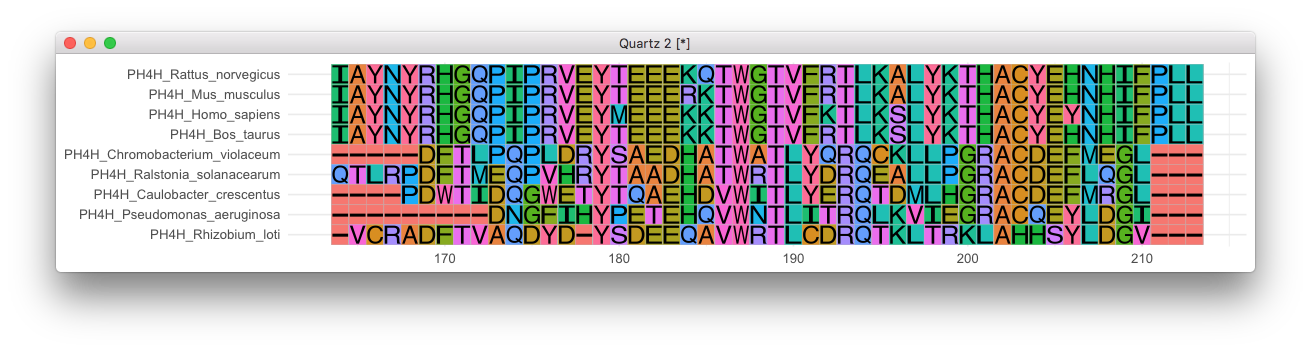 Quartz 2 [*]
PH4H_Rattus_norvegicus IAYNYRHGQPIPRVEYTEEEKQTWGTVFRTLKALYKTHACYEHNHIFPLL
PH4H_Mus_musculus IAYNYRHGQPIPRVEYTEEERKTWGTVFRTLKALYKTHACYEHNHIFPLL
PH4H_Homo_sapiens IAYNYRHGQPIPRVEYMEEEKKTWGTVFKTLKSLYKTHACYEYNHIFPLL
PH4H_Bos_taurus IAYNYRHGQPIPRVEYTEEEKKTWGTVFRTLKSLYKTHACYEHNHIFPLL
PH4H_Chromobacterium_violaceum -----DFTLPQPLDRYSAEDHATWATLYQRQCKLLPGRACDEFMEGL---
PH4H_Ralstonia_solanacearum QTLRPDFTMEQPVHRYTAADHATWRTLYERQEALLPGRACDEFLQGL---
PH4H_Caulobacter_crescentus ----PDWTIDQGWETYTQAEHDVWITLYERQTDMLHGRACDEFMRGL---
PH4H_Pseudomonas_aeruginosa ---------DNGFIHYPETEHQVWNTLITRQLKVIEGRACQEYLDGI---
PH4H_Rhizobium_loti -VCRADFTVAQDYD-YSDEEQAVWRTLCDRQTKLTRKLAHHSYLDGV---
170 180 190 200 210